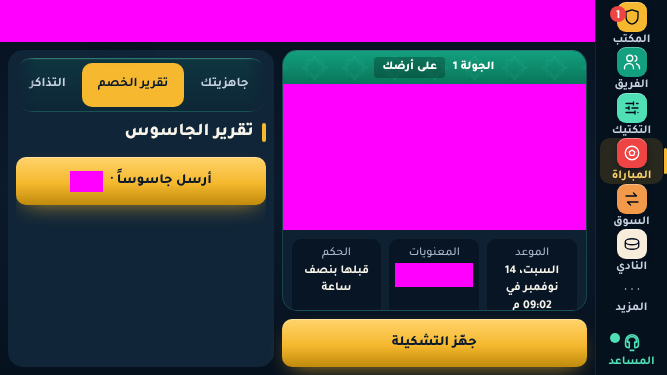 1
المكتب
الفريق
التكتيك
المباراة
السوق
النادي
...
المزيد
المساعد
الجولة 1 على أرضك
الموعد
السبت، 14
نوفمبر في
09:02 م
المعنويات
الحكم
قبلها بنصف
ساعة
جهّز التشكيلة
جاهزيتك تقرير الخصم التذاكر
تقرير الجاسوس
أرسل جاسوساً ·